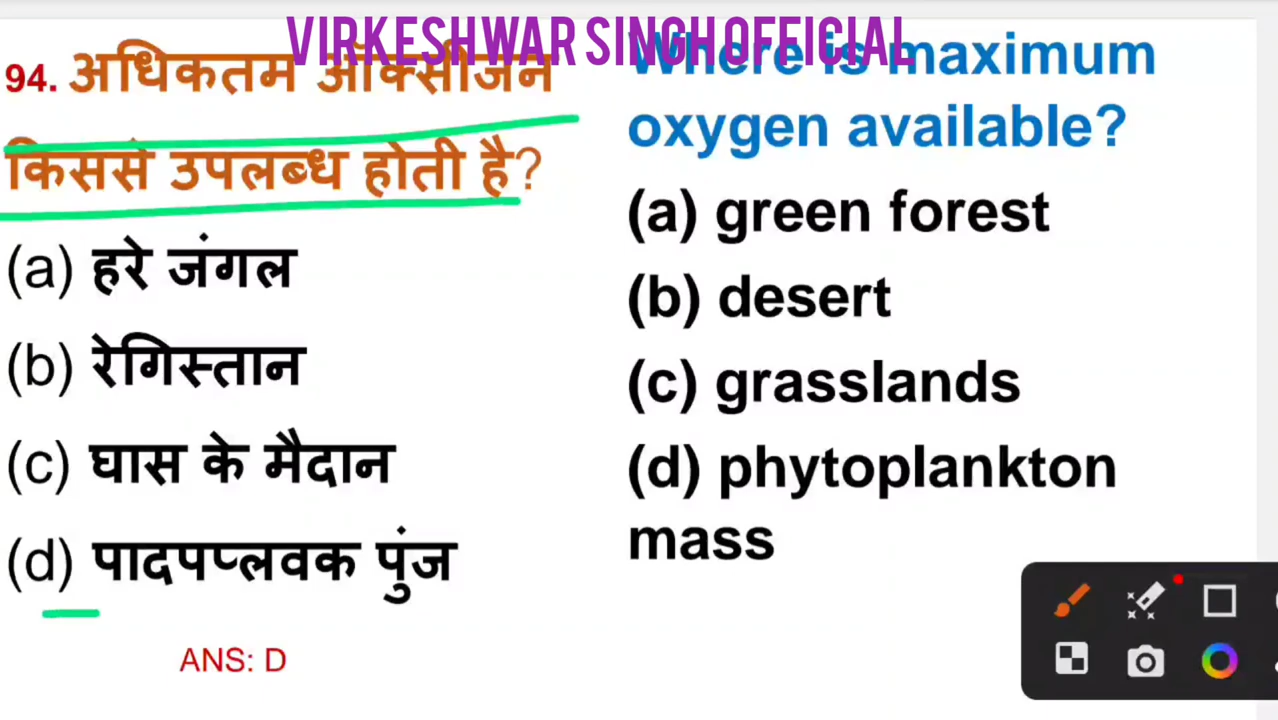 VIRKESHWAR SINGH OFFICIAL
94. अधिकतम ऑक्सीजन
किससे उपलब्ध होती है?
(a) हरे जंगल
(b) रेगिस्तान
(c) घास के मैदान
(d) पादपप्लवक पुंज
ANS: D
Where is maximum
oxygen available?
(a) green forest
(b) desert
(c) grasslands
(d) phytoplankton
mass